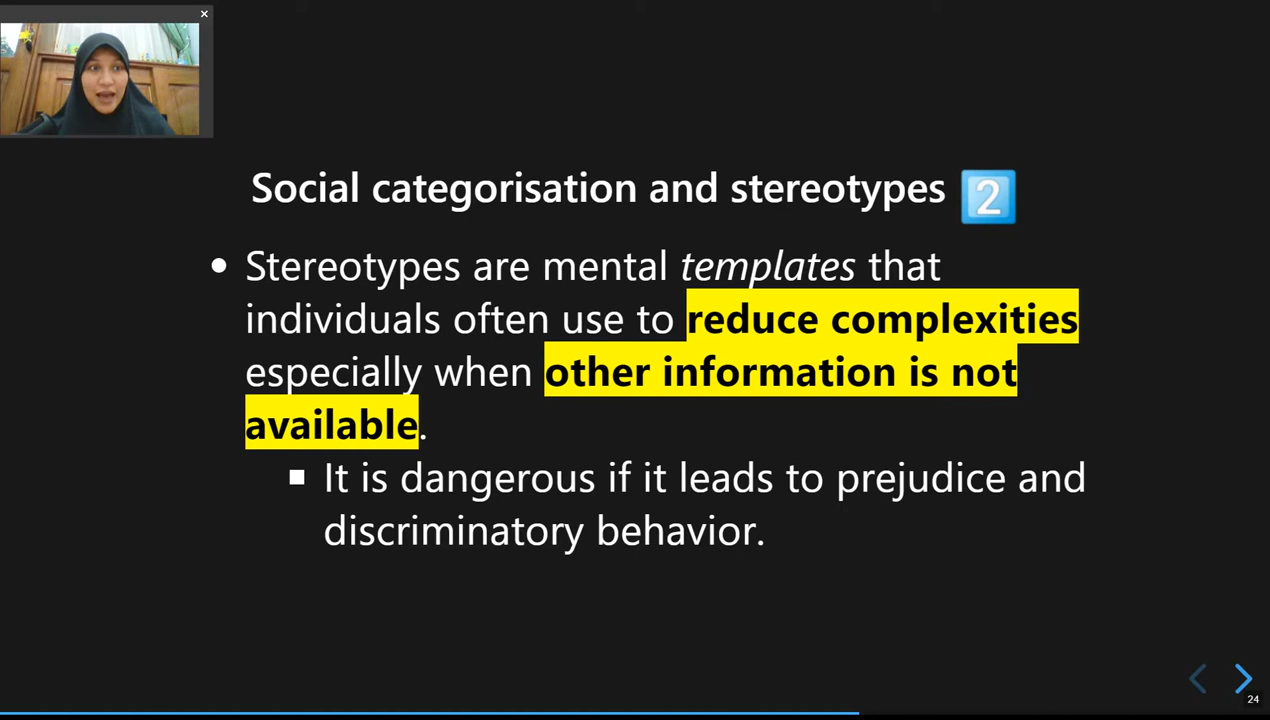 Social categorisation and stereotypes 2
• Stereotypes are mental templates that
individuals often use to reduce complexities
especially when other information is not
available.
▪ It is dangerous if it leads to prejudice and
discriminatory behavior.
24